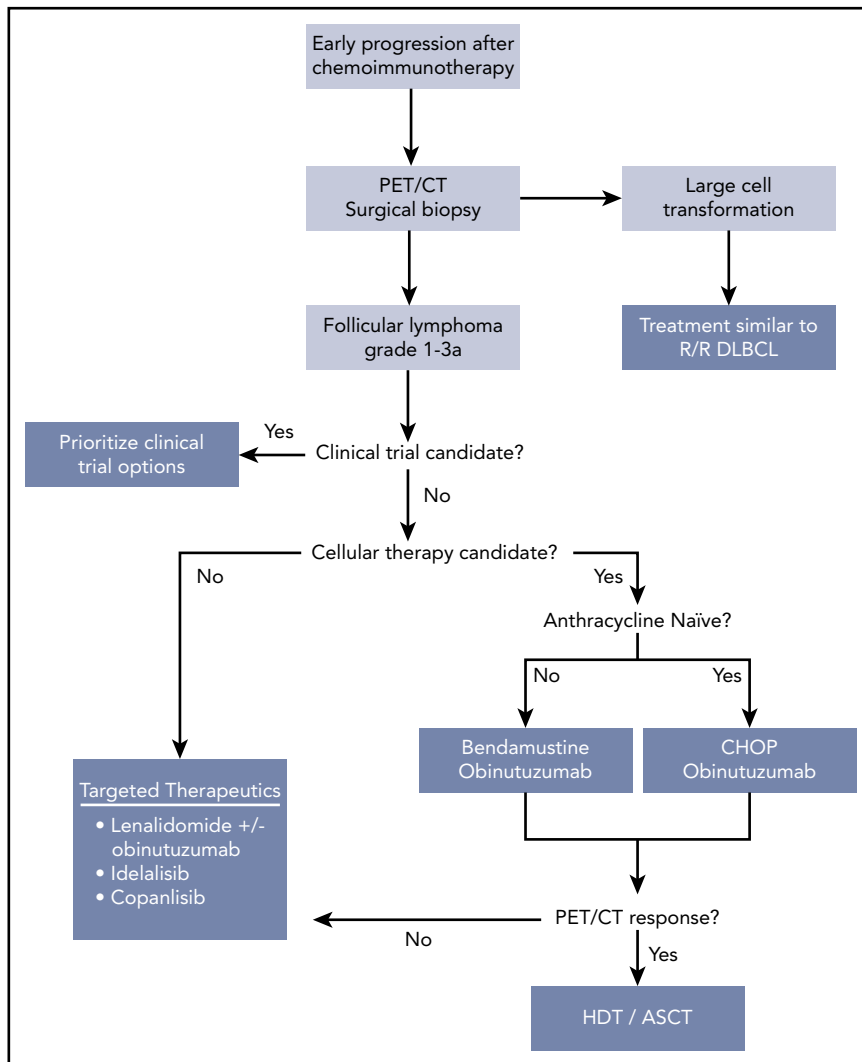 Early progression after
chemoimmunotherapy
PET/CT
Surgical biopsy
Large cell
transformation
Follicular lymphoma
grade 1-3a
Treatment similar to
R/R DLBCL
Yes
Prioritize clinical
trial options
Clinical trial candidate?
No
Cellular therapy candidate?
No
Yes
Anthracycline Naïve?
No
Yes
Bendamustine
Obinutuzumab
CHOP
Obinutuzumab
Targeted Therapeutics
• Lenalidomide +/-
obinutuzumab
• Idelalisib
• Copanlisib
PET/CT response?
No
Yes
HDT / ASCT